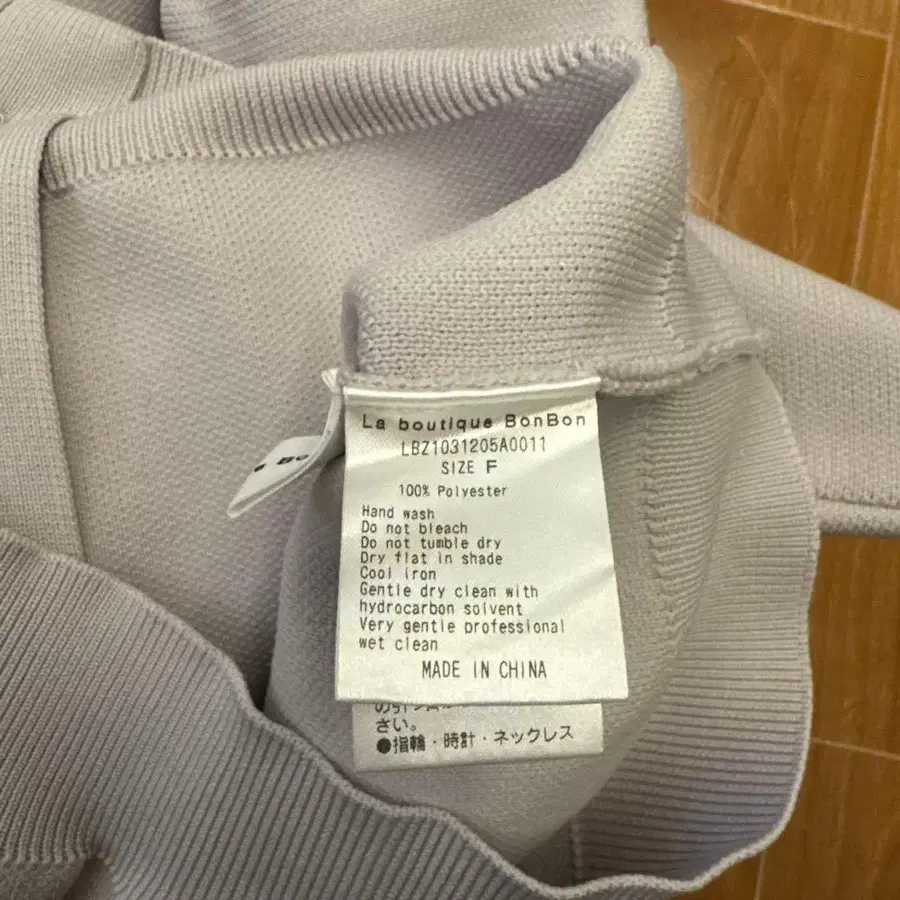 La boutique BonBon
LBZ1031205A0011
SIZE F
100% Polyester
Hand wash
Do not bleach
Do not tumble dry
Dry flat in shade
Cool iron
Gentle dry clean with
hydrocarbon solvent
Very gentle professional
wet clean
MADE IN CHINA
さい。
●指輪・時計・ネックレス